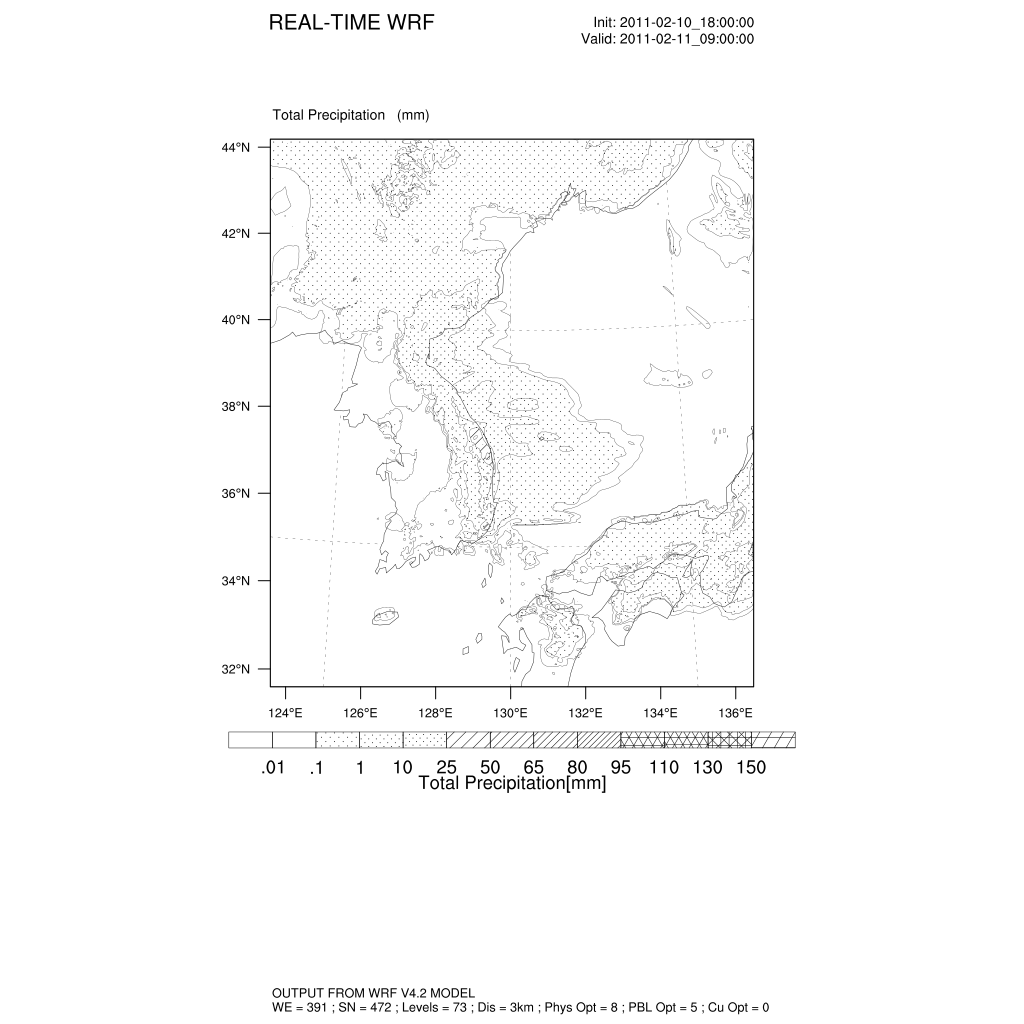 REAL-TIME WRF
Init: 2011-02-10_18:00:00
Valid: 2011-02-11_09:00:00
Total Precipitation (mm)
44°N
42°N
40°N
38°N
36°N
34°N
32°N
124°E 126°E 128°E 130°E 132°E 134°E 136°E
.01 .1 1 10 25 50 65 80 95 110 130 150
Total Precipitation[mm]
OUTPUT FROM WRF V4.2 MODEL
WE = 391 ; SN = 472 ; Levels = 73 ; Dis = 3km ; Phys Opt = 8 ; PBL Opt = 5 ; Cu Opt = 0